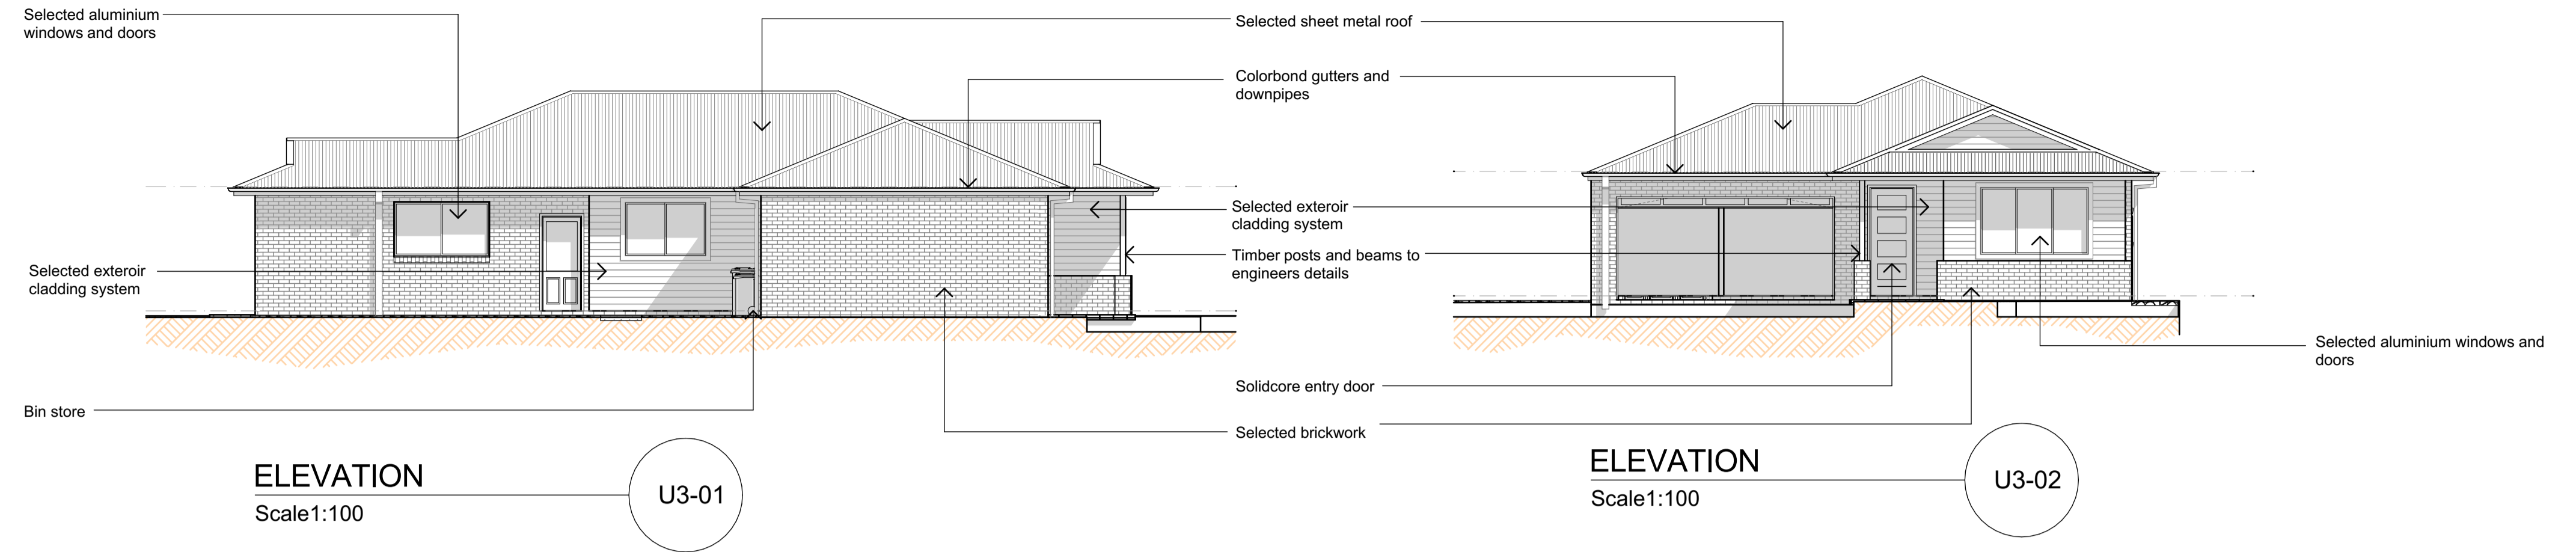 Selected aluminium
windows and doors
Selected sheet metal roof
Colorbond gutters and
downpipes
Selected exteroir
cladding system
Timber posts and beams to
engineers details
Selected exteroir
cladding system
Selected aluminium windows and
doors
Solidcore entry door
Bin store
Selected brickwork
ELEVATION
Scale1:100
U3-01
ELEVATION
Scale1:100
U3-02